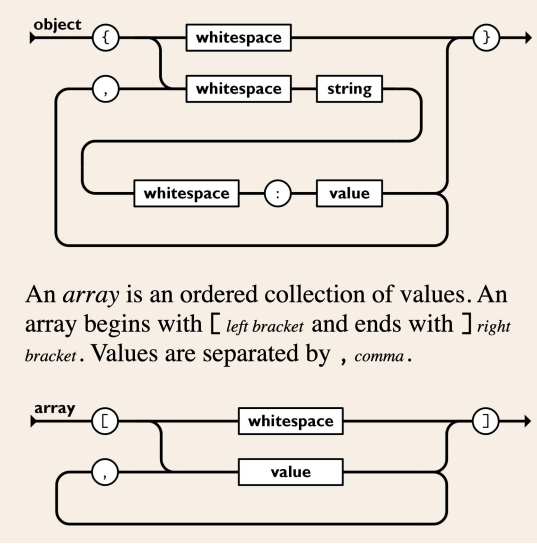 object
{ whitespace }
, whitespace string
whitespace : value
An array is an ordered collection of values. An
array begins with [ left bracket and ends with ] right
bracket. Values are separated by , comma.
array
[ whitespace ]
, value